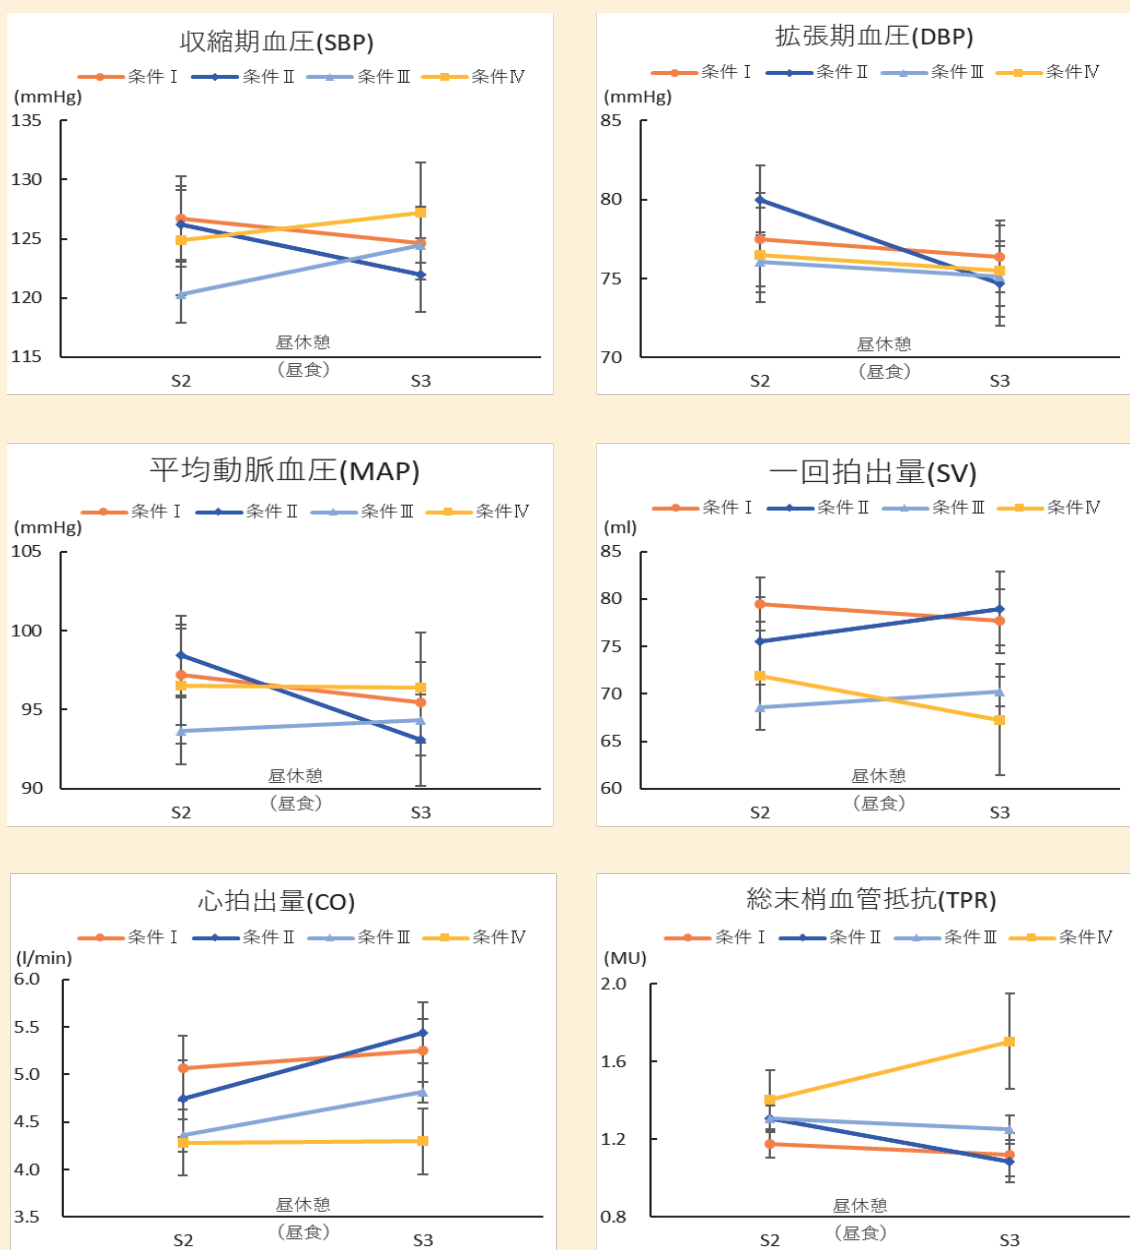 収縮期血圧(SBP)
条件Ⅰ 条件Ⅱ 条件Ⅲ 条件Ⅳ
(mmHg)
135
130
125
120
115
昼休憩
(昼食)
S2 S3
拡張期血圧(DBP)
条件Ⅰ 条件Ⅱ 条件Ⅲ 条件Ⅳ
(mmHg)
85
80
75
70
昼休憩
(昼食)
S2 S3
平均動脈血圧(MAP)
条件Ⅰ 条件Ⅱ 条件Ⅲ 条件Ⅳ
(mmHg)
105
100
95
90
昼休憩
(昼食)
S2 S3
一回拍出量(SV)
条件Ⅰ 条件Ⅱ 条件Ⅲ 条件Ⅳ
(ml)
85
80
75
70
65
60
昼休憩
(昼食)
S2 S3
心拍出量(CO)
条件Ⅰ 条件Ⅱ 条件Ⅲ 条件Ⅳ
(l/min)
6.0
5.5
5.0
4.5
4.0
3.5
昼休憩
(昼食)
S2 S3
総末梢血管抵抗(TPR)
条件Ⅰ 条件Ⅱ 条件Ⅲ 条件Ⅳ
(MU)
2.0
1.6
1.2
0.8
昼休憩
(昼食)
S2 S3